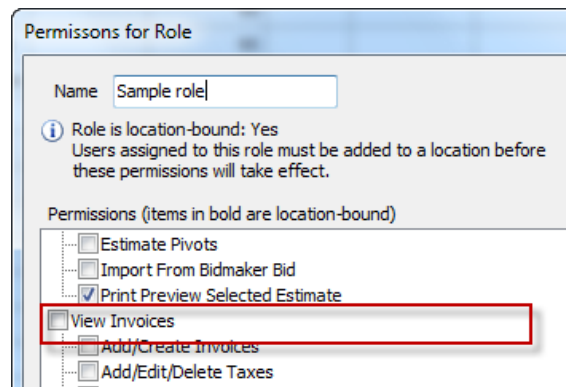 Permissons for Role
Name Sample role
Role is location-bound: Yes
Users assigned to this role must be added to a location before
these permissions will take effect.
Permissions (items in bold are location-bound)
Estimate Pivots
Import From Bidmaker Bid
Print Preview Selected Estimate
View Invoices
Add/Create Invoices
Add/Edit/Delete Taxes